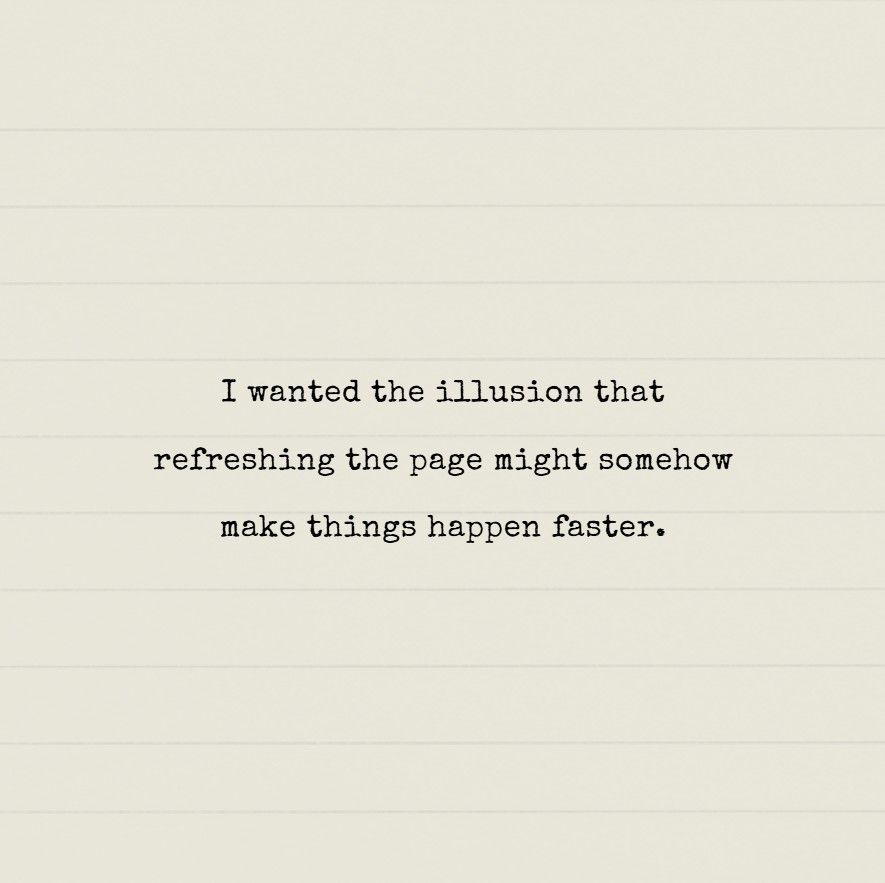 I wanted the illusion that
refreshing the page might somehow
make things happen faster.